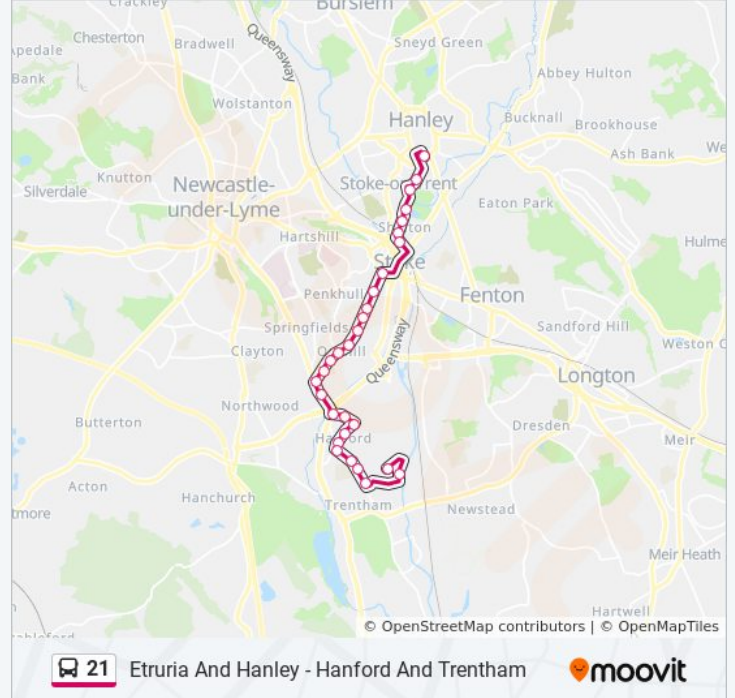 Crackley
Burslem
Chesterton
Bradwell
Queensway
Sneyd Green
Apedale
Bank
Abbey Hulton
Wolstanton
Hanley
Bucknall
Brookhouse
Ash Bank
We
Knutton
Silverdale
Newcastle-
under-Lyme
Stoke-on-Trent
Eaton Park
Hartshill
Shelton
Hulme
Stoke
Penkhull
Fenton
Springfields
Sandford Hill
Weston C
Clayton
Queensway
Longton
Northwood
Butterton
Dresden
Meir
Hanford
Acton
Hanchurch
tmore
Trentham
Newstead
Meir Heath
Hartwell
© OpenStreetMap contributors | © OpenMapTiles
21 Etruria And Hanley - Hanford And Trentham moovit